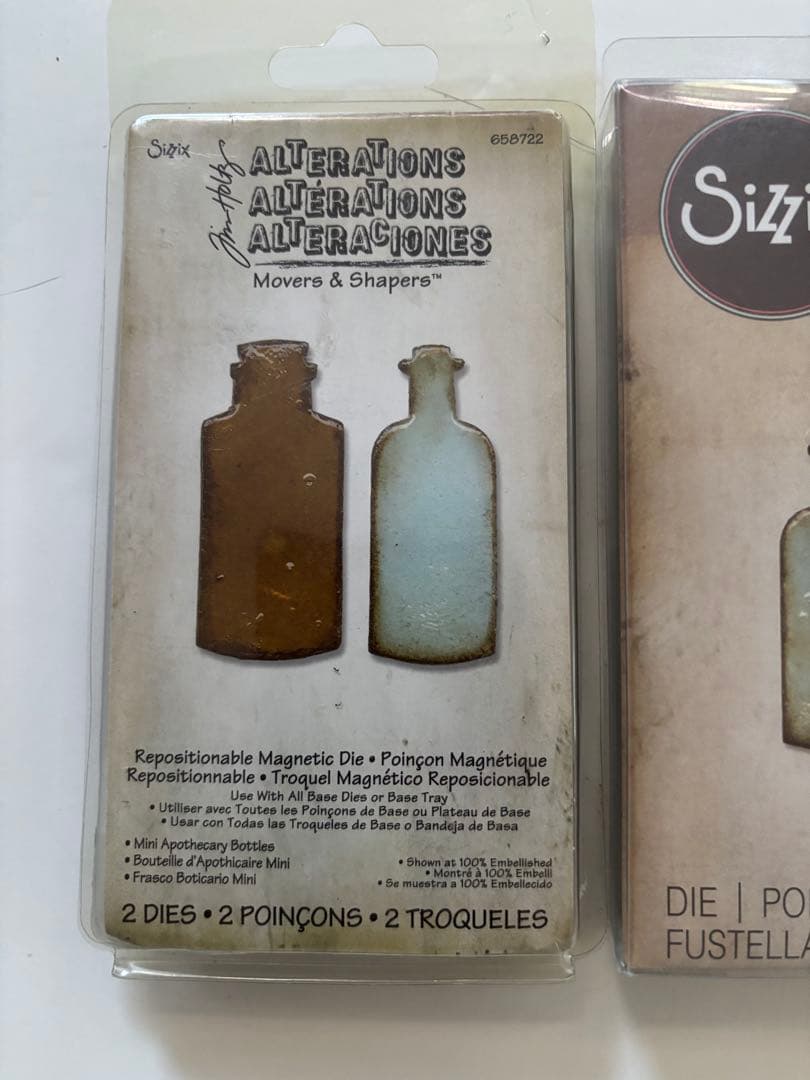 Sizzix
658722
Tim Holtz
ALTERATIONS
ALTÉRATIONS
ALTERACIONES
Movers & Shapers™
Repositionable Magnetic Die • Poinçon Magnétique
Repositionnable • Troquel Magnético Reposicionable
Use With All Base Dies or Base Tray
• Utiliser avec Toutes les Poinçons de Base ou Plateau de Base
• Usar con Todas las Troqueles de Base o Bandeja de Basa
• Mini Apothecary Bottles
• Bouteille d'Apothicaire Mini
• Frasco Boticario Mini
• Shown at 100% Embellished
• Montré à 100% Embelli
• Se muestra a 100% Embellecido
2 DIES • 2 POINÇONS • 2 TROQUELES
Sizzi
DIE | PO
FUSTELLA